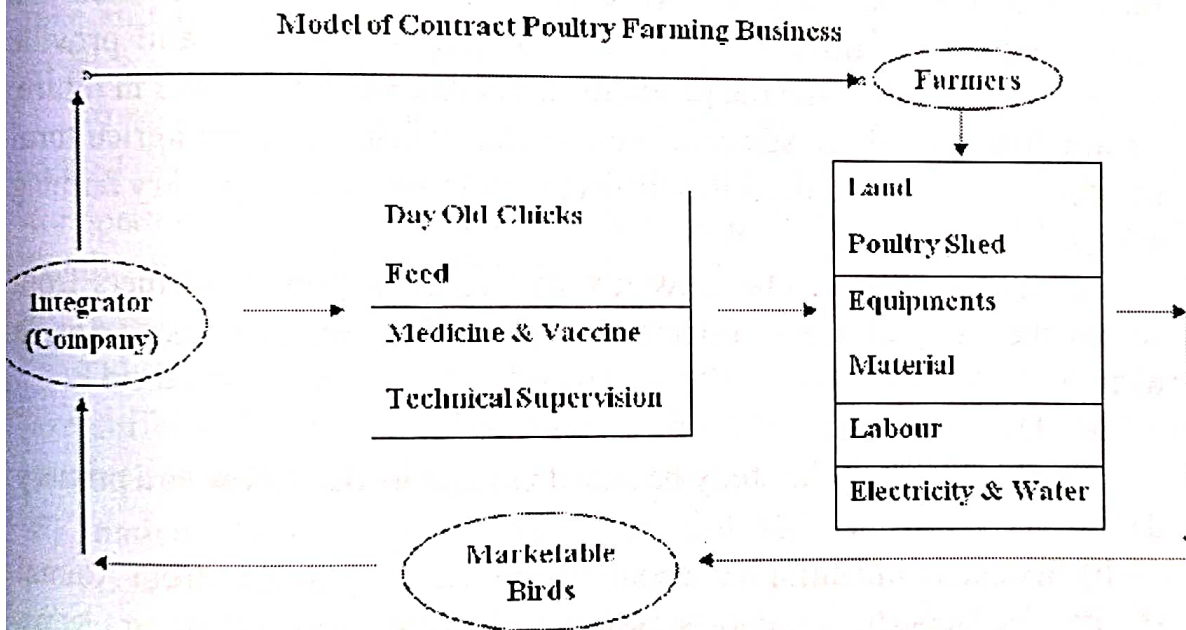 Model of Contract Poultry Farming Business
Farmers
Land
Day Old Chicks
Poultry Shed
Feed
Integrator
(Company)
Equipments
Medicine & Vaccine
Material
Technical Supervision
Labour
Electricity & Water
Marketable
Birds